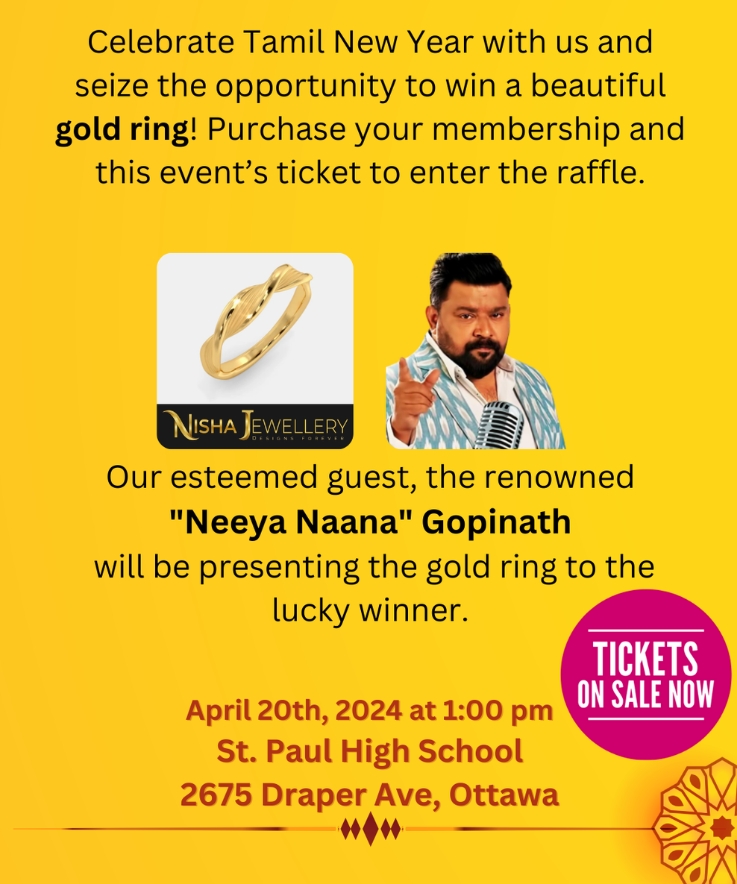 Celebrate Tamil New Year with us and
seize the opportunity to win a beautiful
gold ring! Purchase your membership and
this event’s ticket to enter the raffle.
NISHA JEWELLERY
DESIGNS FOREVER
Our esteemed guest, the renowned
"Neeya Naana" Gopinath
will be presenting the gold ring to the
lucky winner.
TICKETS
ON SALE NOW
April 20th, 2024 at 1:00 pm
St. Paul High School
2675 Draper Ave, Ottawa